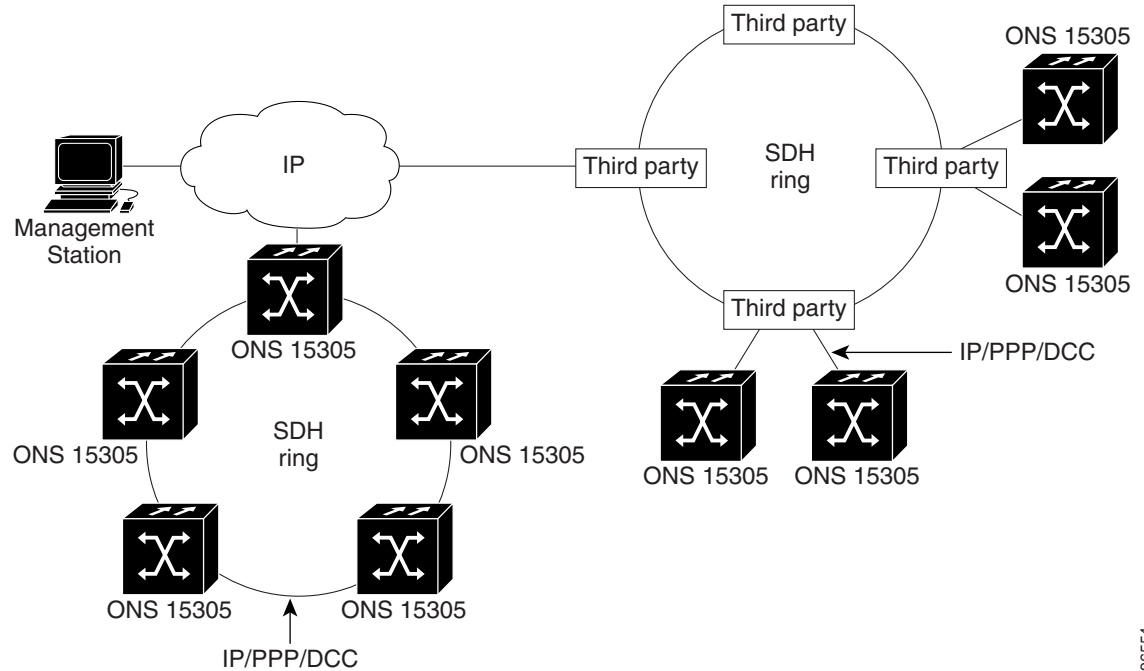 Third party
ONS 15305
IP
Third party
SDH
ring
Third party
Management
Station
ONS 15305
Third party
ONS 15305
IP/PPP/DCC
SDH
ring
ONS 15305
ONS 15305
ONS 15305
ONS 15305
ONS 15305
ONS 15305
IP/PPP/DCC